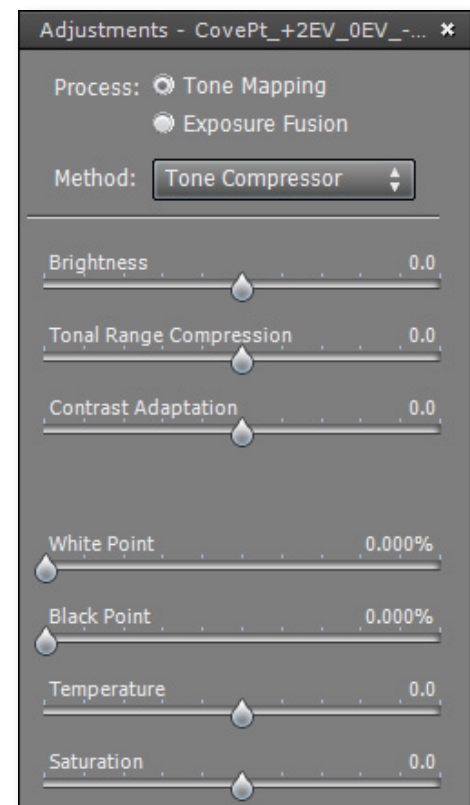 Adjustments - CovePt_+2EV_0EV_-... ×
Process: Tone Mapping
Exposure Fusion
Method: Tone Compressor
Brightness 0.0
Tonal Range Compression 0.0
Contrast Adaptation 0.0
White Point 0.000%
Black Point 0.000%
Temperature 0.0
Saturation 0.0